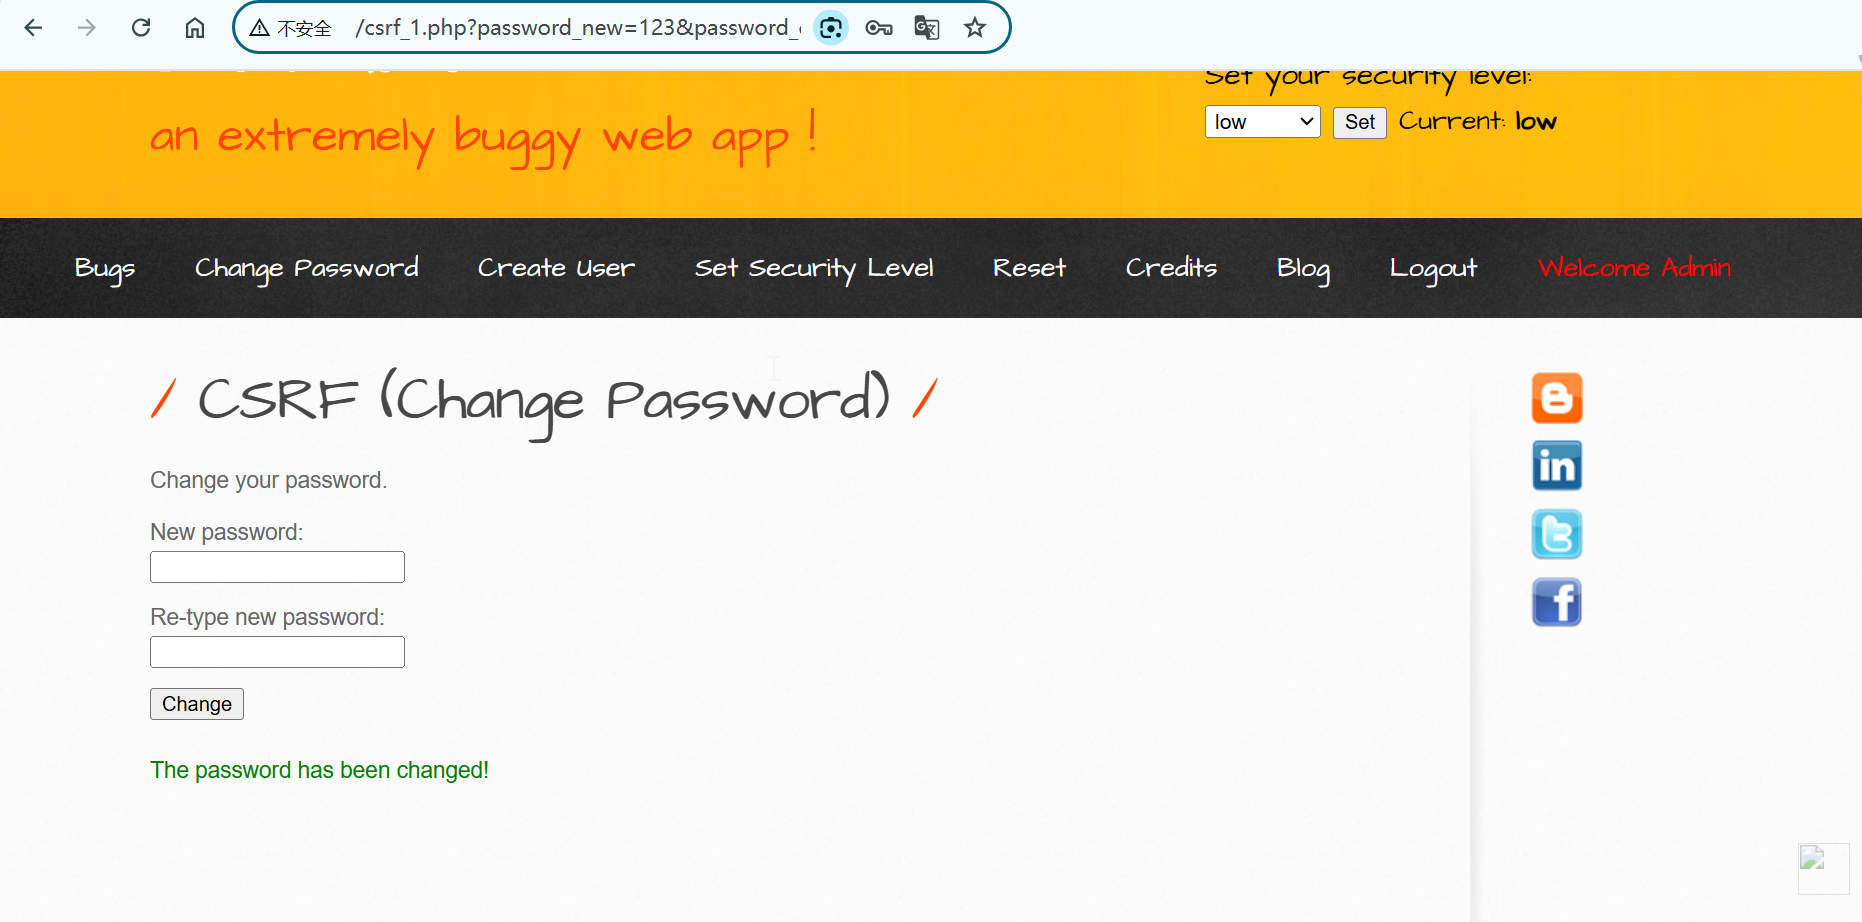 不安全 /csrf_1.php?password_new=123&password_
Set your security level:
an extremely buggy web app !
low Set Current: low
Bugs Change Password Create User Set Security Level Reset Credits Blog Logout Welcome Admin
/ CSRF (Change Password) /
Change your password.
New password:
Re-type new password:
Change
The password has been changed!